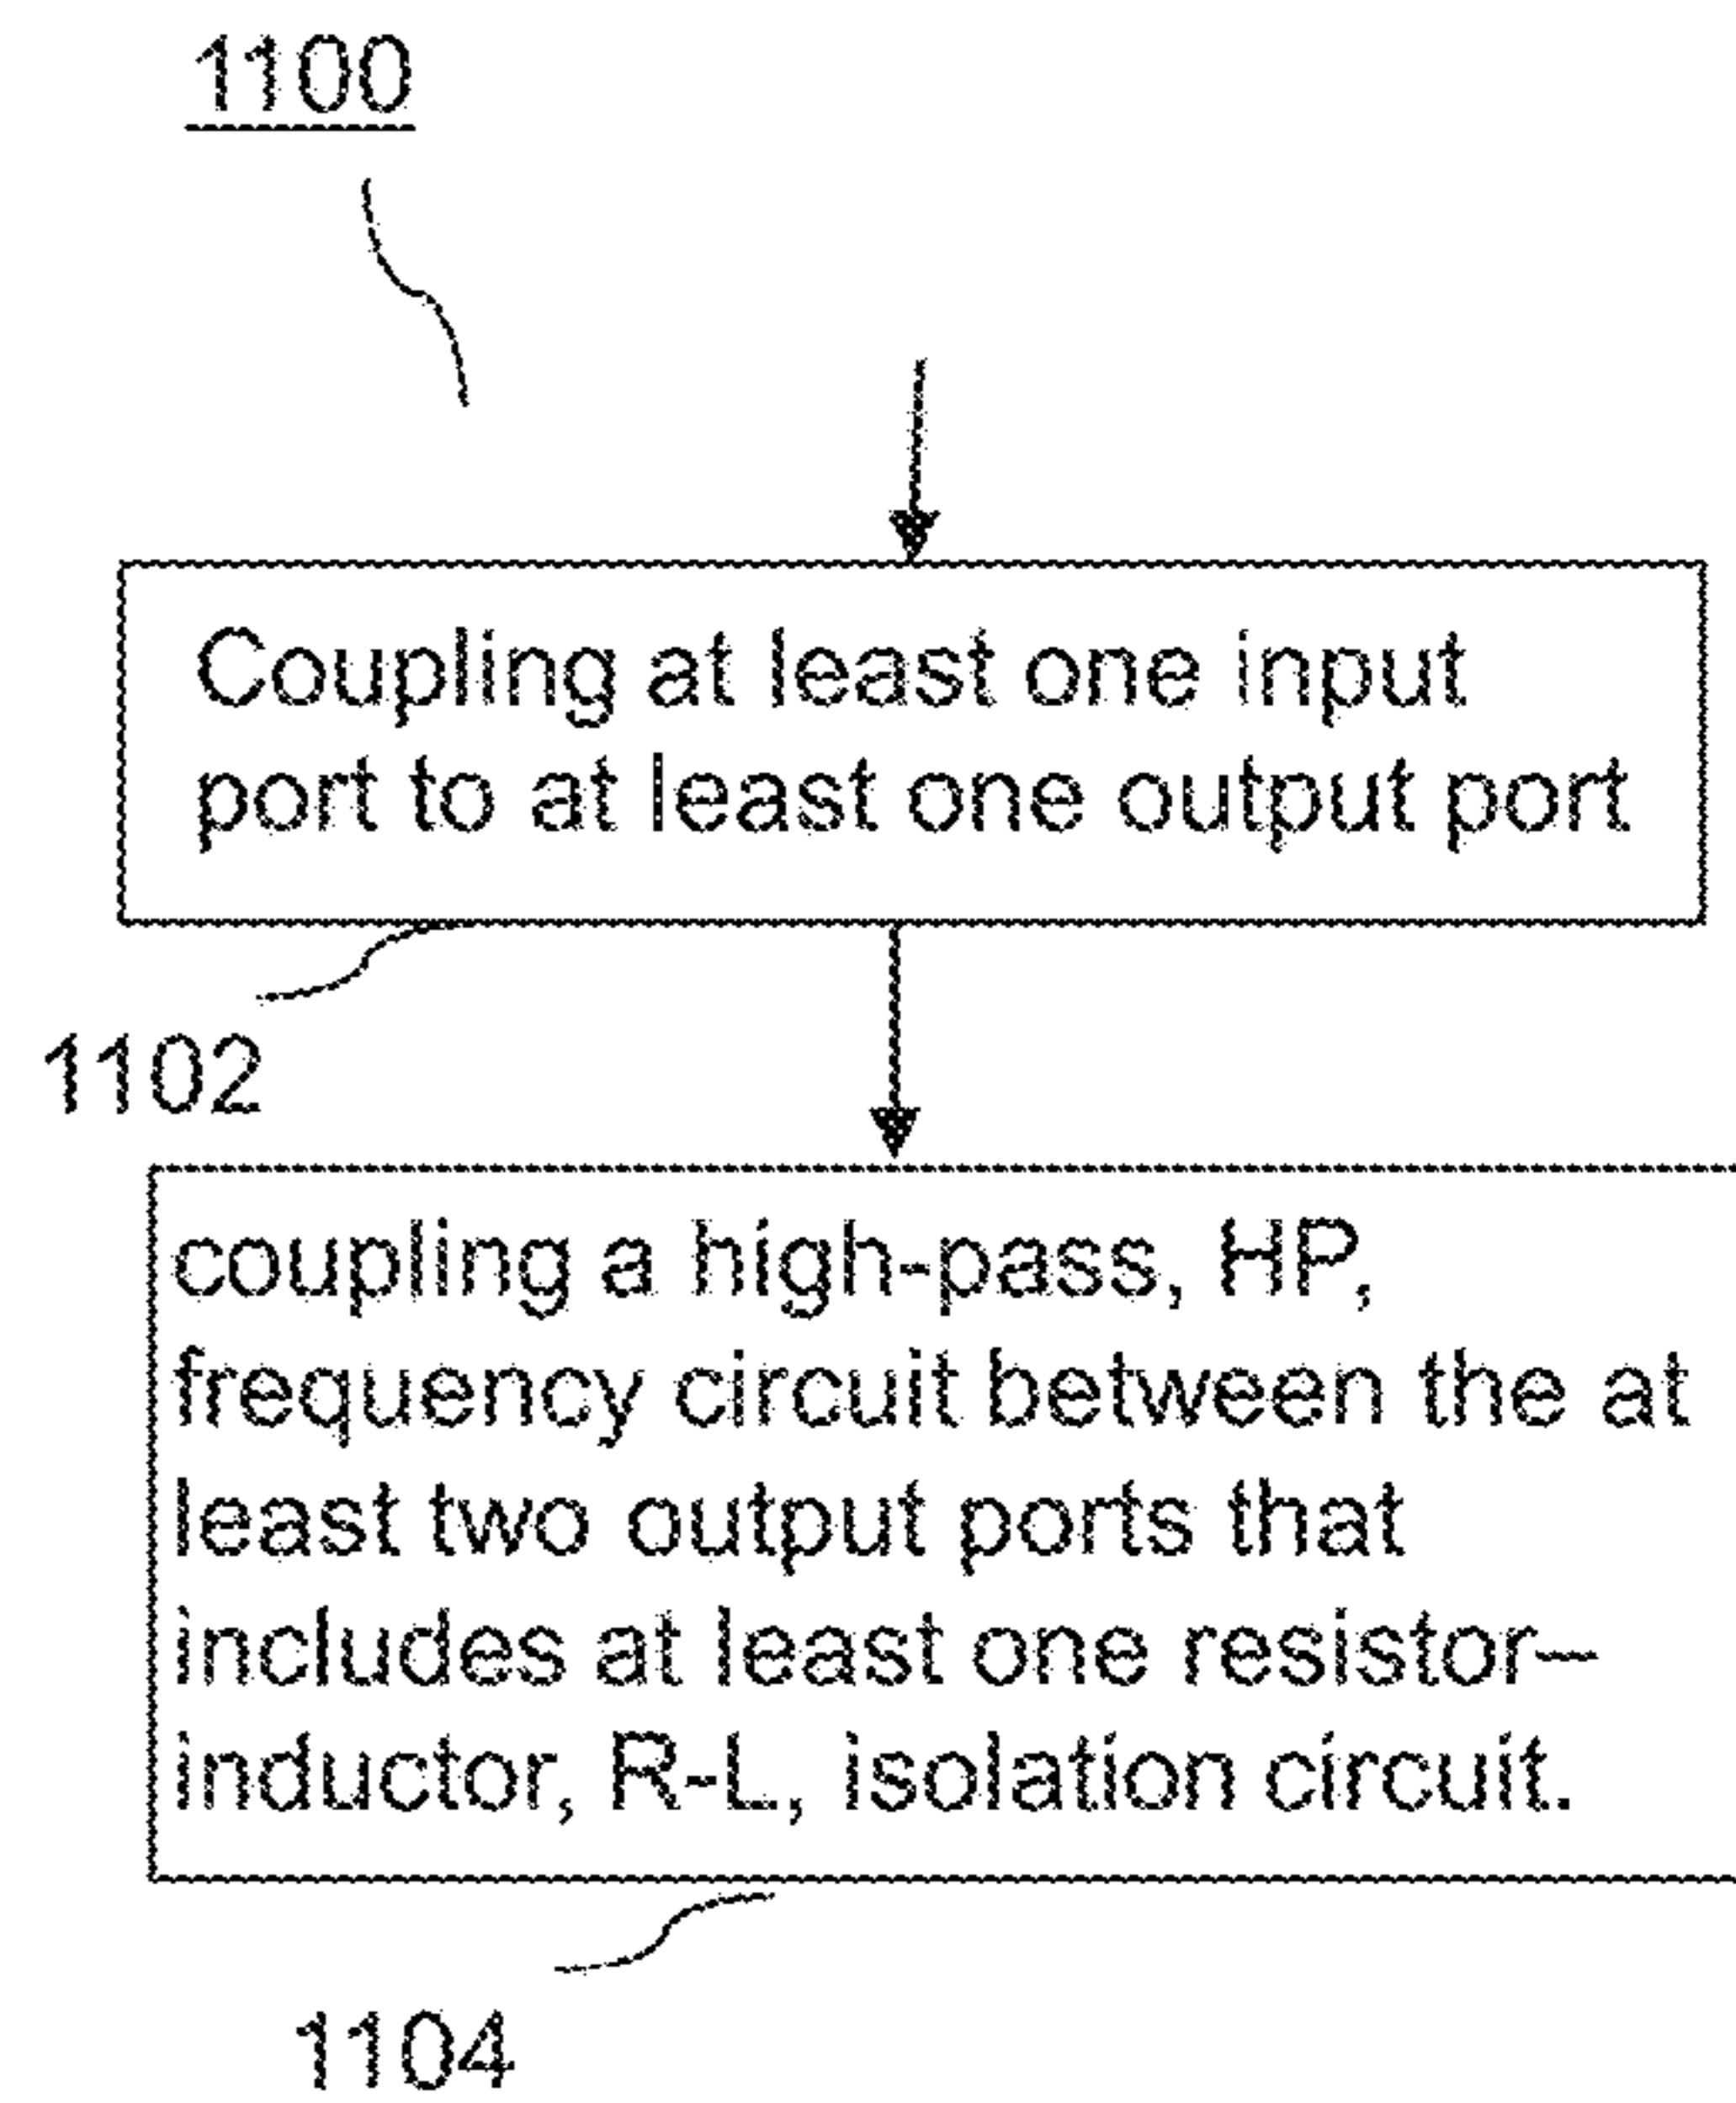 1100
Coupling at least one input
port to at least one output port
1102
coupling a high-pass, HP,
frequency circuit between the at
least two output ports that
includes at least one resistor–
inductor, R-L, isolation circuit.
1104